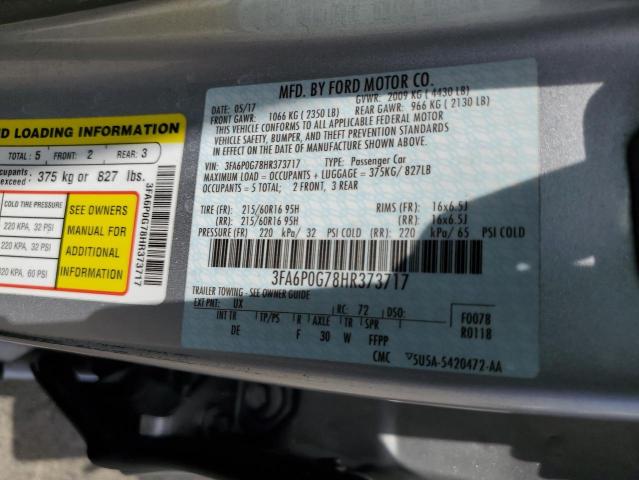 ND LOADING INFORMATION
TOTAL: 5 FRONT: 2 REAR: 3
cupants
exceed: 375 kg or 827 lbs.
COLD TIRE PRESSURE
220 KPA, 32 PSI
220 KPA, 32 PSI
420 KPA, 60 PSI
SEE OWNERS
MANUAL FOR
ADDITIONAL
INFORMATION
3FA6P0G78HR373717
MFD. BY FORD MOTOR CO.
DATE: 05/17 GVWR: 2009 KG ( 4430 LB)
FRONT GAWR: 1066 KG ( 2350 LB) REAR GAWR: 966 KG ( 2130 LB)
THIS VEHICLE CONFORMS TO ALL APPLICABLE FEDERAL MOTOR
VEHICLE SAFETY, BUMPER, AND THEFT PREVENTION STANDARDS
IN EFFECT ON THE DATE OF MANUFACTURE SHOWN ABOVE.
VIN: 3FA6P0G78HR373717 TYPE: Passenger Car
MAXIMUM LOAD = OCCUPANTS + LUGGAGE = 375KG/ 827LB
OCCUPANTS = 5 TOTAL: 2 FRONT, 3 REAR
TIRE (FR): 215/60R16 95H RIMS (FR): 16x6.5J
(RR): 215/60R16 95H (RR): 16x6.5J
PRESSURE (FR): 220 kPa/ 32 PSI COLD (RR): 220 kPa/ 65 PSI COLD
3FA6P0G78HR373717
TRAILER TOWING - SEE OWNER GUIDE
EXT PNT: UX RC: 72 DSO:
INT TR TP/PS R AXLE TR SPR F0078
DE F 30 W FFPP R0118
CMC 5U5A-5420472-AA